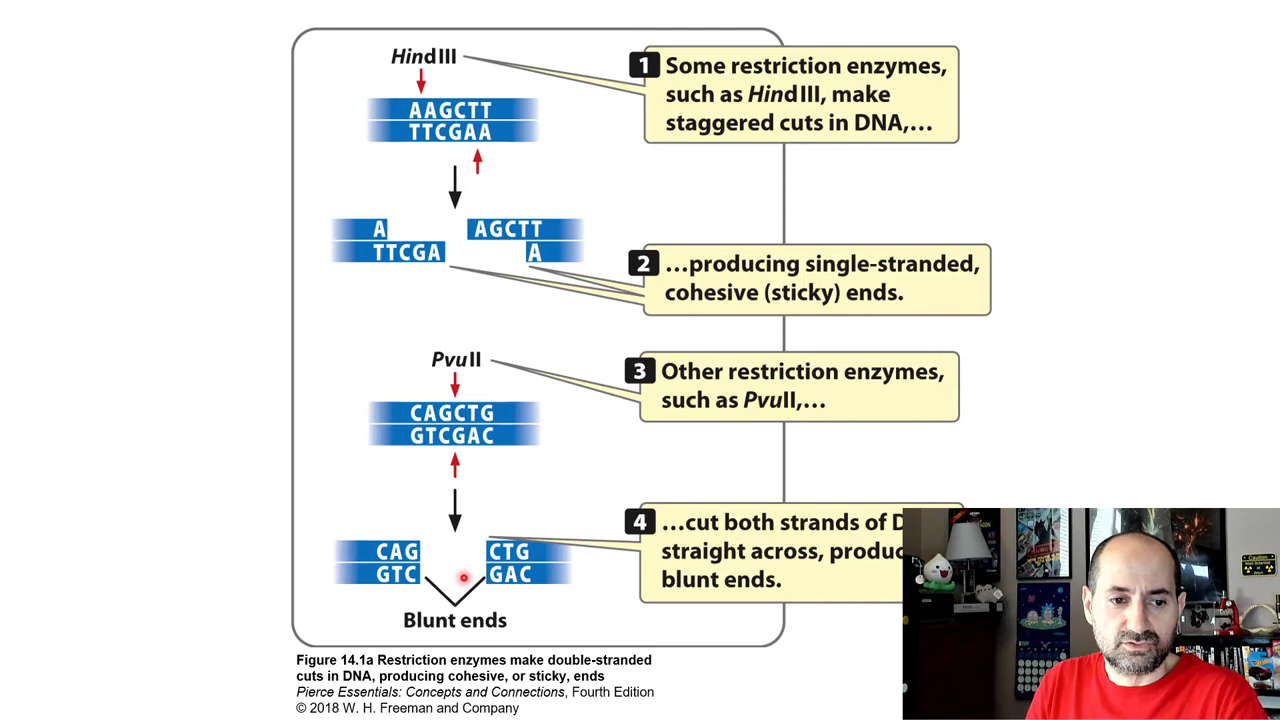 HindIII
AAGCTT
TTCGAA
1 Some restriction enzymes,
such as HindIII, make
staggered cuts in DNA,...
A
TTCGA
AGCTT
A
2 ...producing single-stranded,
cohesive (sticky) ends.
PvuII
CAGCTG
GTCGAC
3 Other restriction enzymes,
such as PvuII,...
CAG
GTC
CTG
GAC
Blunt ends
4 ...cut both strands of
straight across,
blunt ends.
Figure 14.1a Restriction enzymes make double-stranded
cuts in DNA, producing cohesive, or sticky, ends
Pierce Essentials: Concepts and Connections, Fourth Edition
© 2018 W. H. Freeman and Company